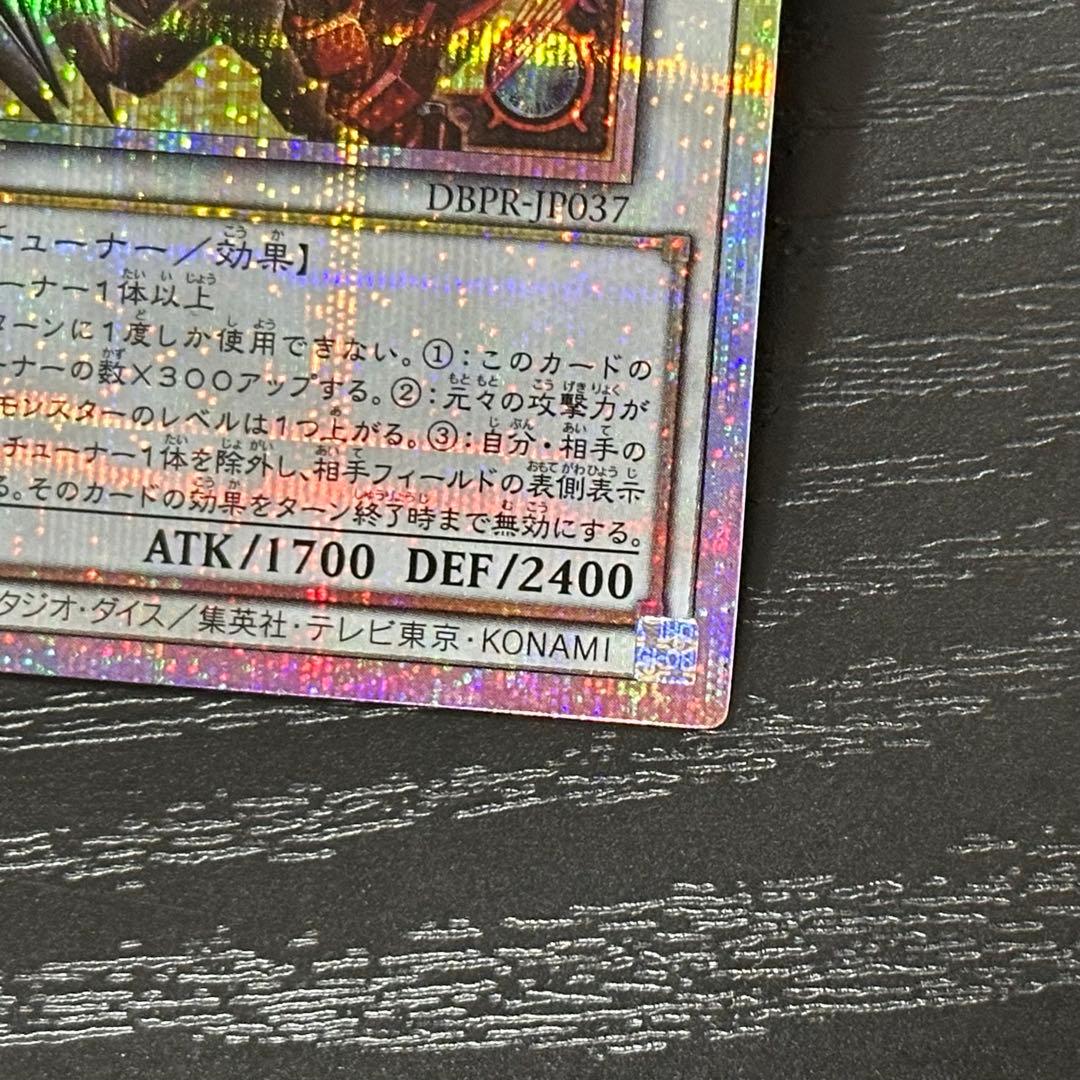 DBPR-JP037
チューナー/効果】
ーナー1体以上
ターンに1度しか使用できない。①:このカードの
ーナーの数×300アップする。②:元々の攻撃力が
モンスターのレベルは1つ上がる。③:自分・相手の
チューナー1体を除外し、相手フィールドの表側表示
る。そのカードの効果をターン終了時まで無効にする。
ATK/1700 DEF/2400
タジオ・ダイス/集英社・テレビ東京・KONAMI